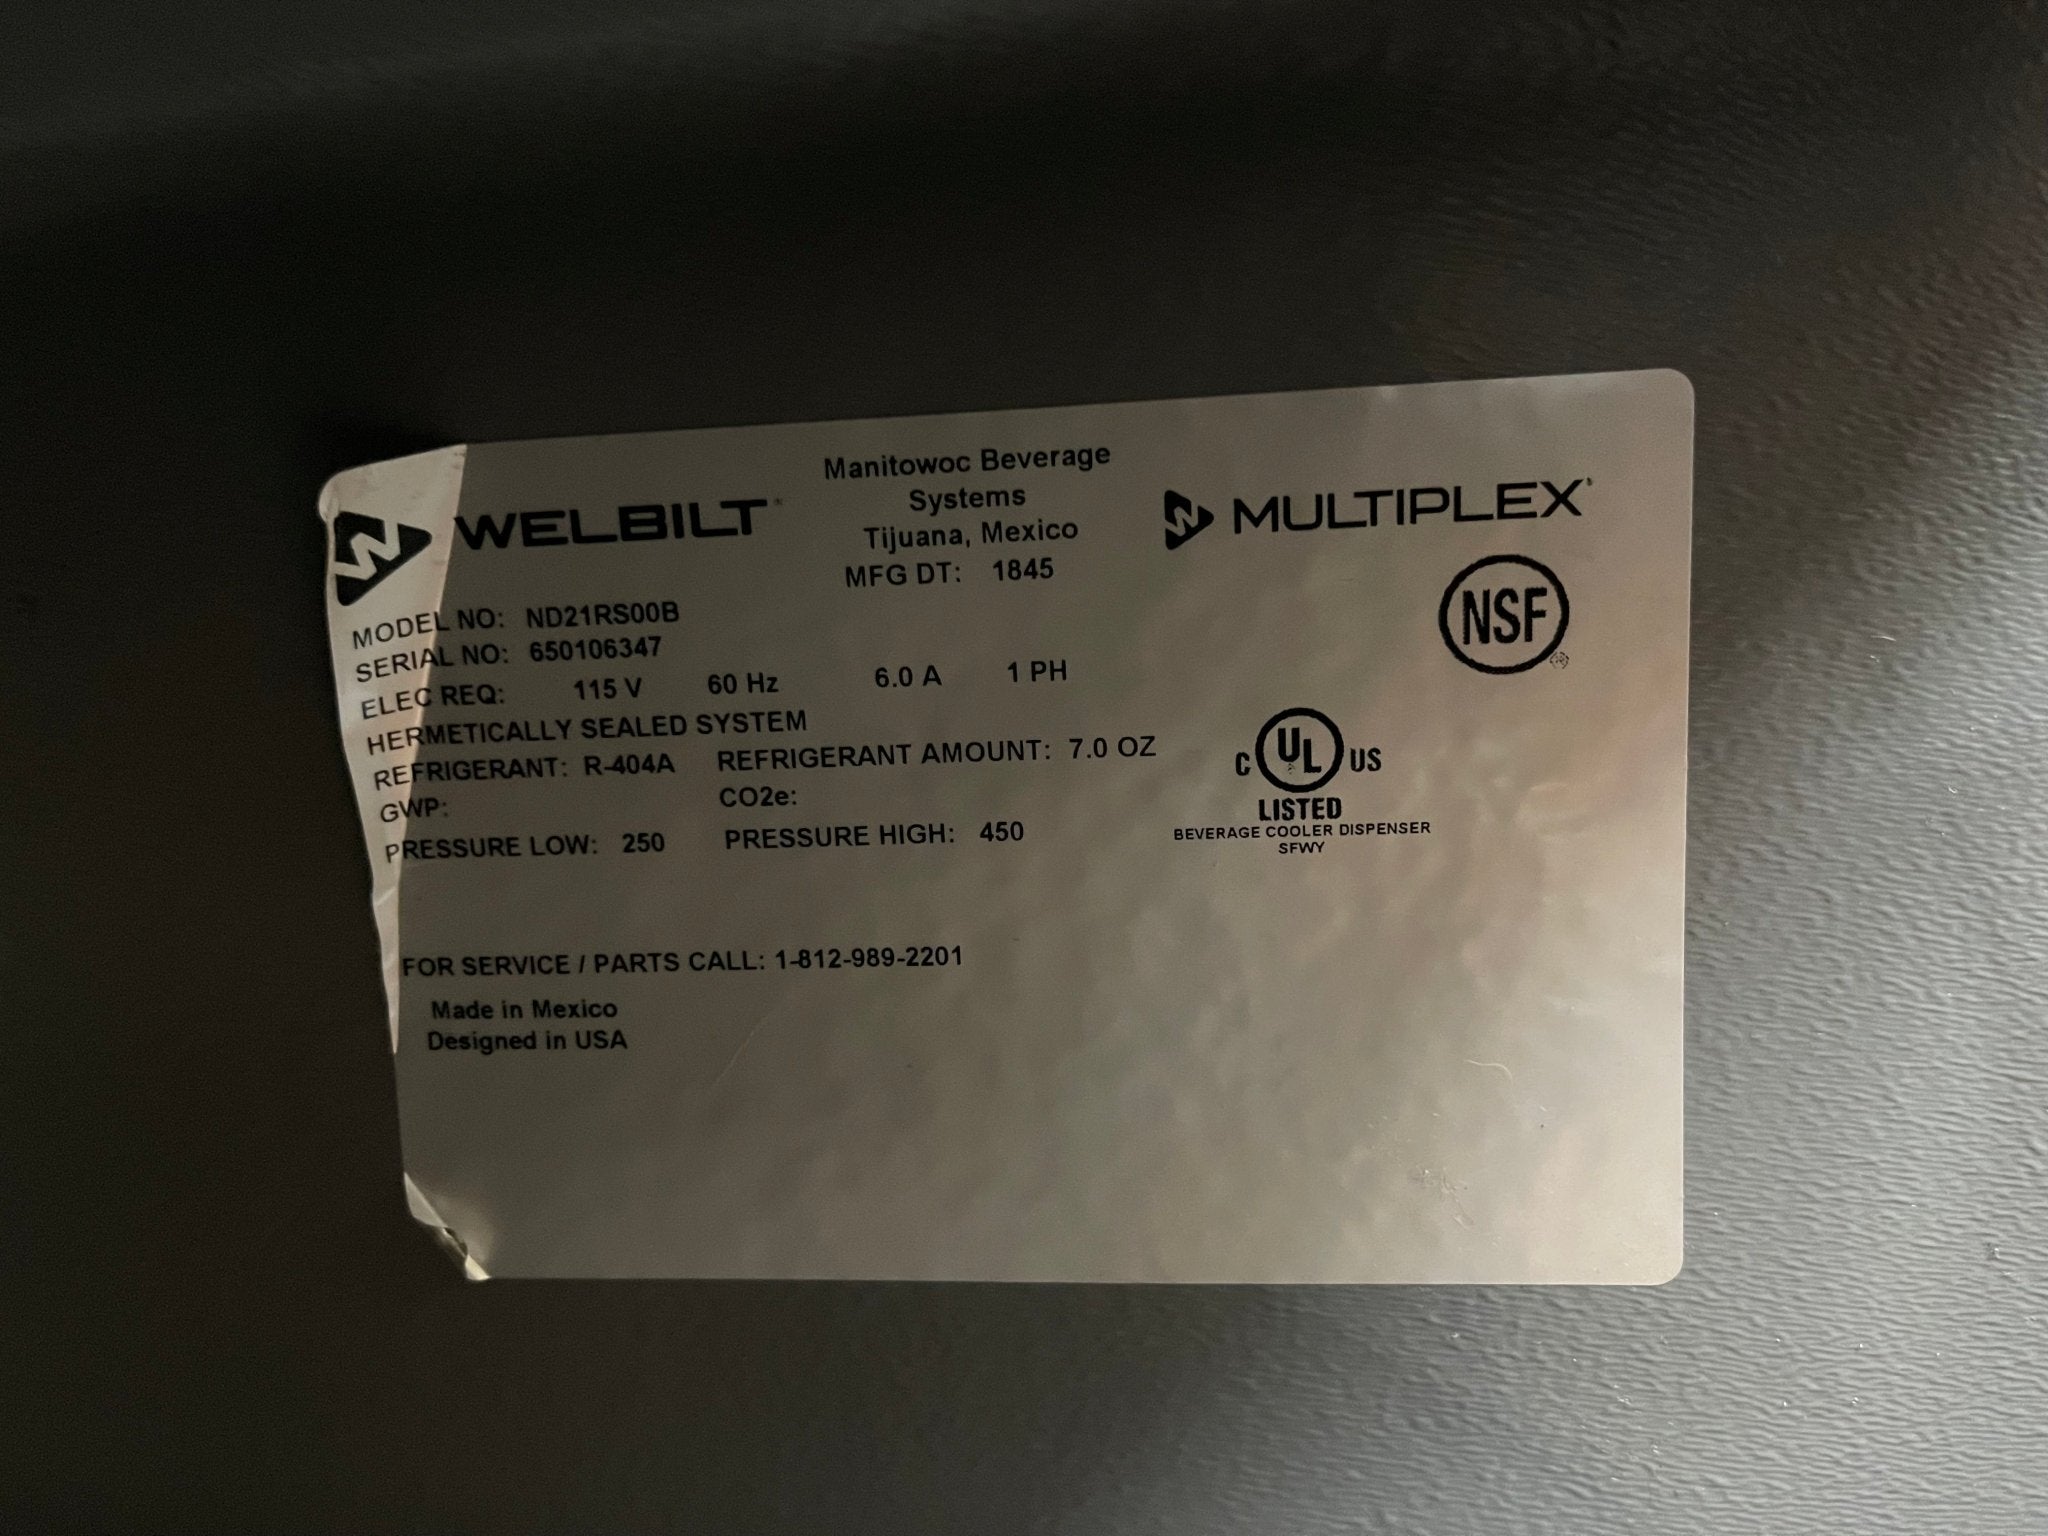 WELBILT
Manitowoc Beverage
Systems
Tijuana, Mexico
MFG DT: 1845
MULTIPLEX
NSF
MODEL NO: ND21RS00B
SERIAL NO: 650106347
ELEC REQ: 115 V 60 Hz 6.0 A 1 PH
HERMETICALLY SEALED SYSTEM
REFRIGERANT: R-404A REFRIGERANT AMOUNT: 7.0 OZ
GWP: CO2e:
PRESSURE LOW: 250 PRESSURE HIGH: 450
C UL US
LISTED
BEVERAGE COOLER DISPENSER
SFWY
FOR SERVICE / PARTS CALL: 1-812-989-2201
Made in Mexico
Designed in USA